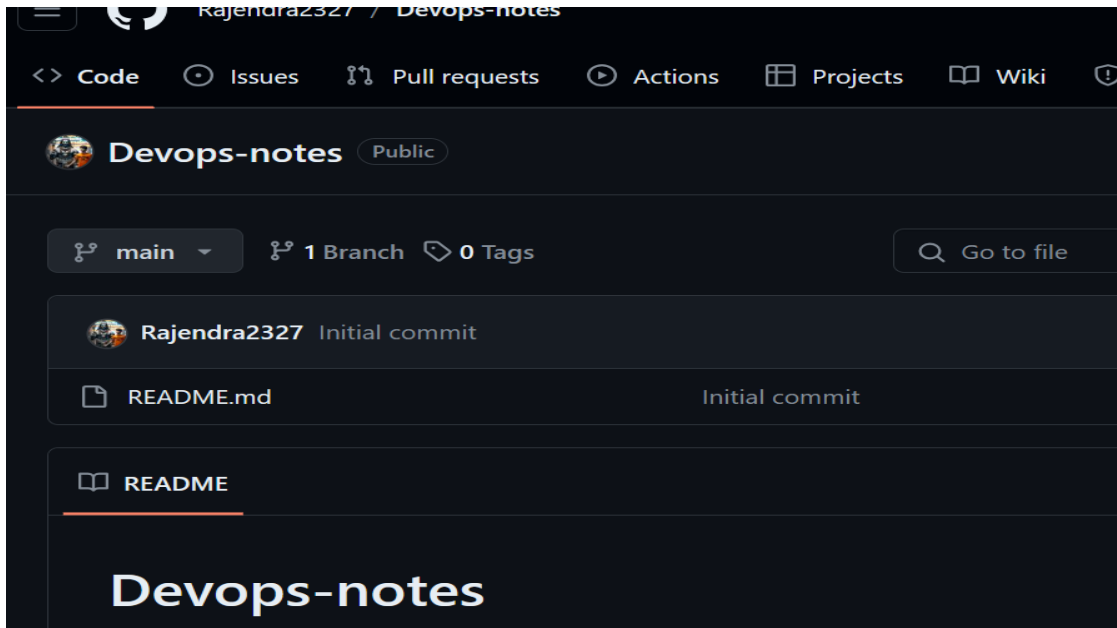 Rajendra2327 / Devops-notes
Code Issues Pull requests Actions Projects Wiki
Devops-notes Public
main 1 Branch 0 Tags Go to file
Rajendra2327 Initial commit
README.md Initial commit
README
Devops-notes